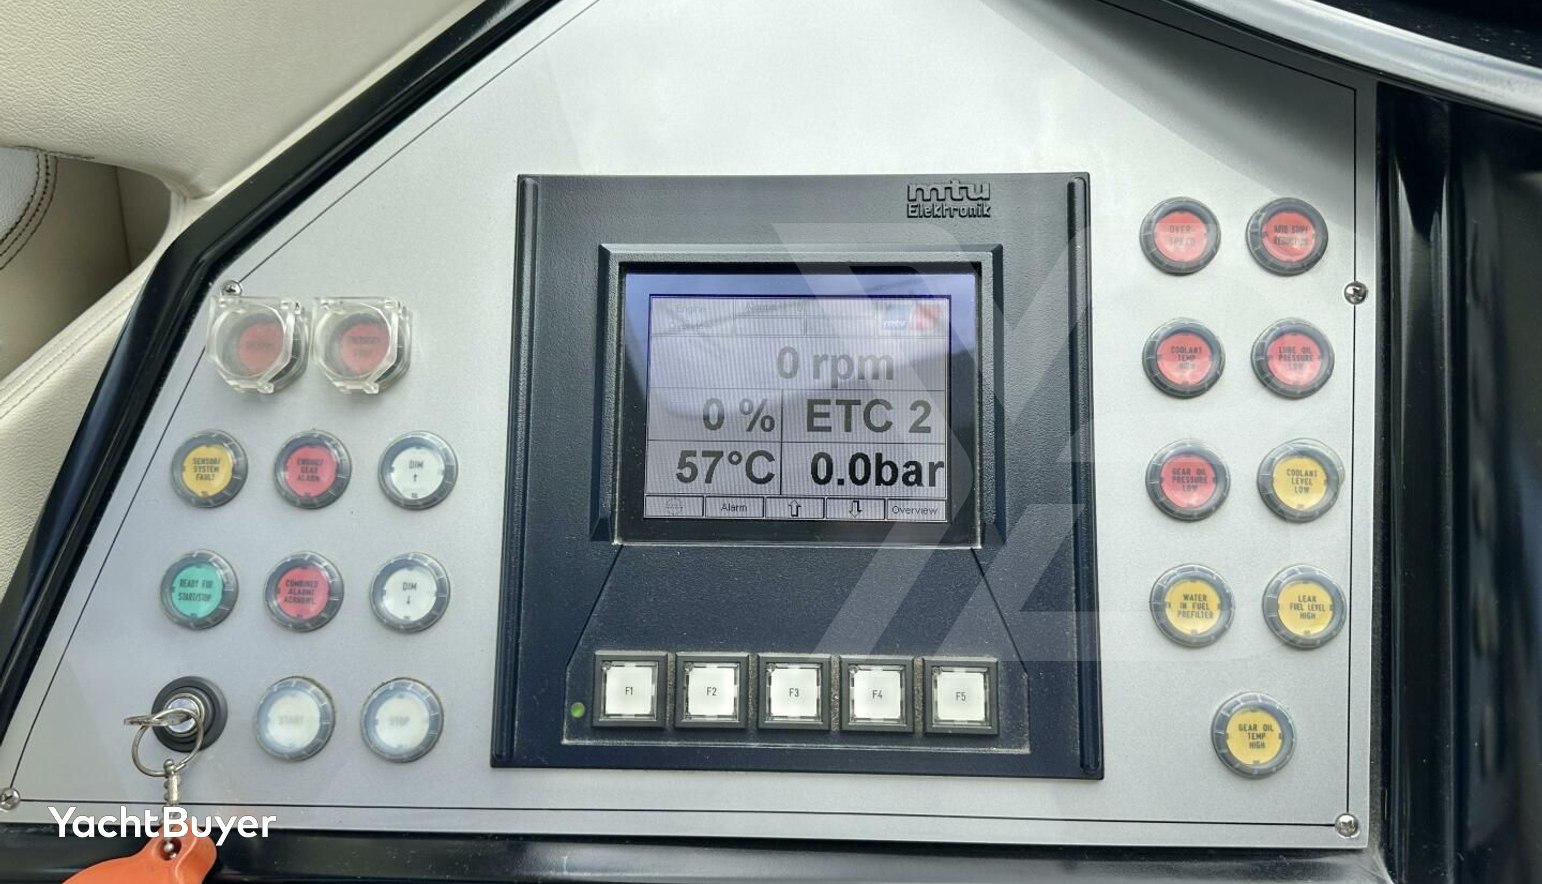 mtu
Elektronik
OVER
SPEED
COOLANT
TEMP
HIGH
LUBE OIL
PRESSURE
LOW
0 rpm
0 % ETC 2
57°C 0.0bar
Alarm Overview
SENSOR/
SYSTEM
FAULT
ENGINE/
GEAR
ALARM
DIM
↑
GEAR OIL
PRESSURE
LOW
COOLANT
LEVEL
LOW
READY FOR
START/STOP
COMBINED
ALARM
DIM
↓
WATER
IN FUEL
PREFILTER
LEAK
FUEL LEVEL
HIGH
F1 F2 F3 F4 F5
START
STOP
GEAR OIL
TEMP
HIGH
YachtBuyer